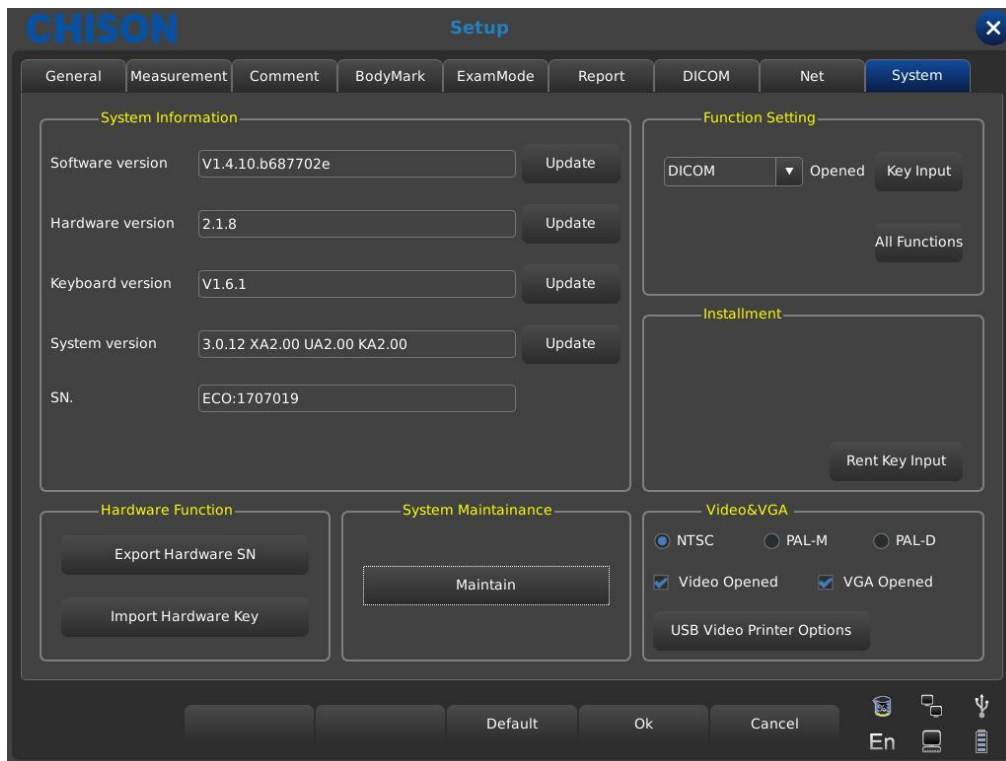 CHISON
Setup
General Measurement Comment BodyMark ExamMode Report DICOM Net System
System Information
Software version V1.4.10.b687702e Update
Hardware version 2.1.8 Update
Keyboard version V1.6.1 Update
System version 3.0.12 XA2.00 UA2.00 KA2.00 Update
SN. ECO:1707019
Function Setting
DICOM Opened Key Input
All Functions
Installment
Rent Key Input
Hardware Function
Export Hardware SN
Import Hardware Key
System Maintainance
Maintain
Video&VGA
NTSC PAL-M PAL-D
Video Opened VGA Opened
USB Video Printer Options
Default Ok Cancel
En